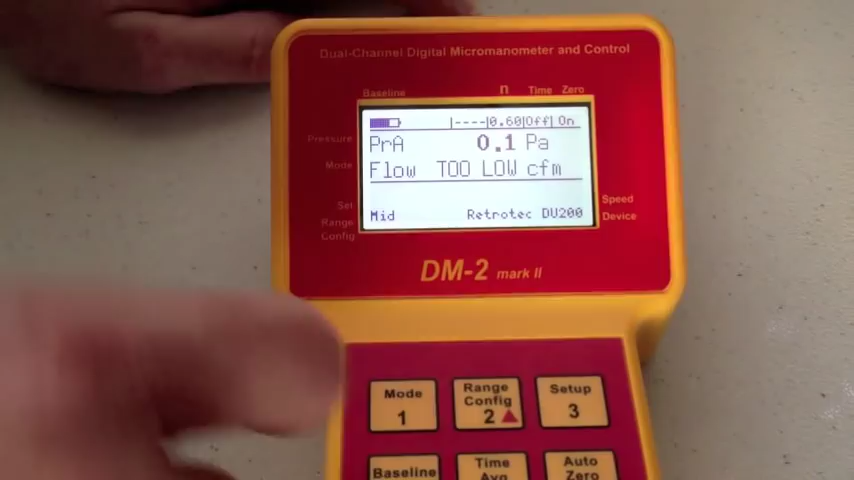 Dual-Channel Digital Micromanometer and Control
Baseline n Time Zero
|----|0.60|Off| On
Pressure PrA 0.1 Pa
Mode Flow TOO LOW cfm
Set Speed
Range Mid Retrotec DU200 Device
Config
DM-2 mark II
Mode 1
Range Config 2
Setup 3
Baseline
Time Avg
Auto Zero